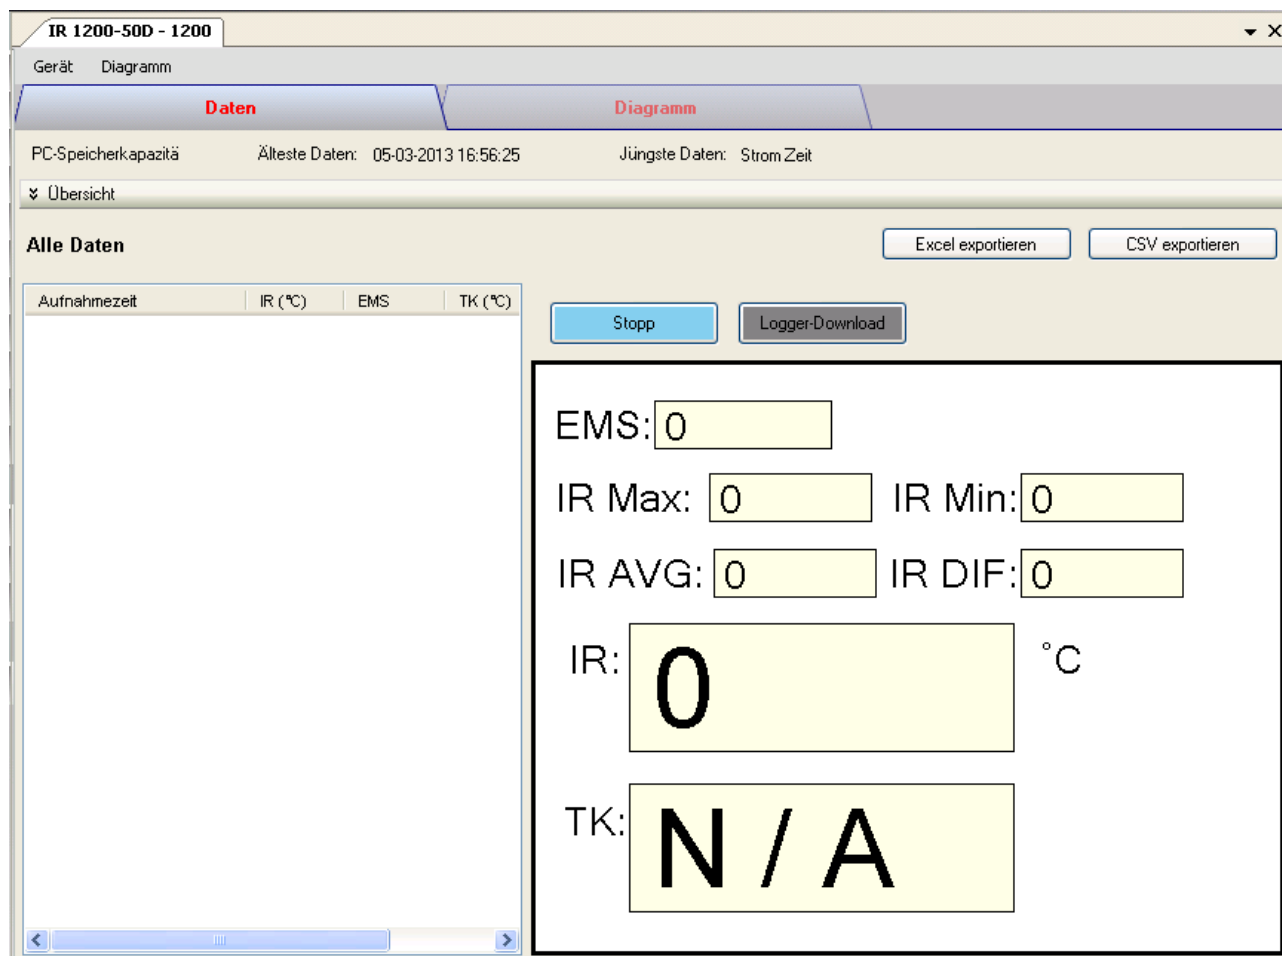 IR 1200-50D - 1200
Gerät Diagramm
Daten Diagramm
PC-Speicherkapazitä Älteste Daten: 05-03-2013 16:56:25 Jüngste Daten: Strom Zeit
Übersicht
Alle Daten Excel exportieren CSV exportieren
Aufnahmezeit IR (°C) EMS TK (°C)
Stopp Logger-Download
EMS: 0
IR Max: 0 IR Min: 0
IR AVG: 0 IR DIF: 0
IR: 0 °C
TK: N / A